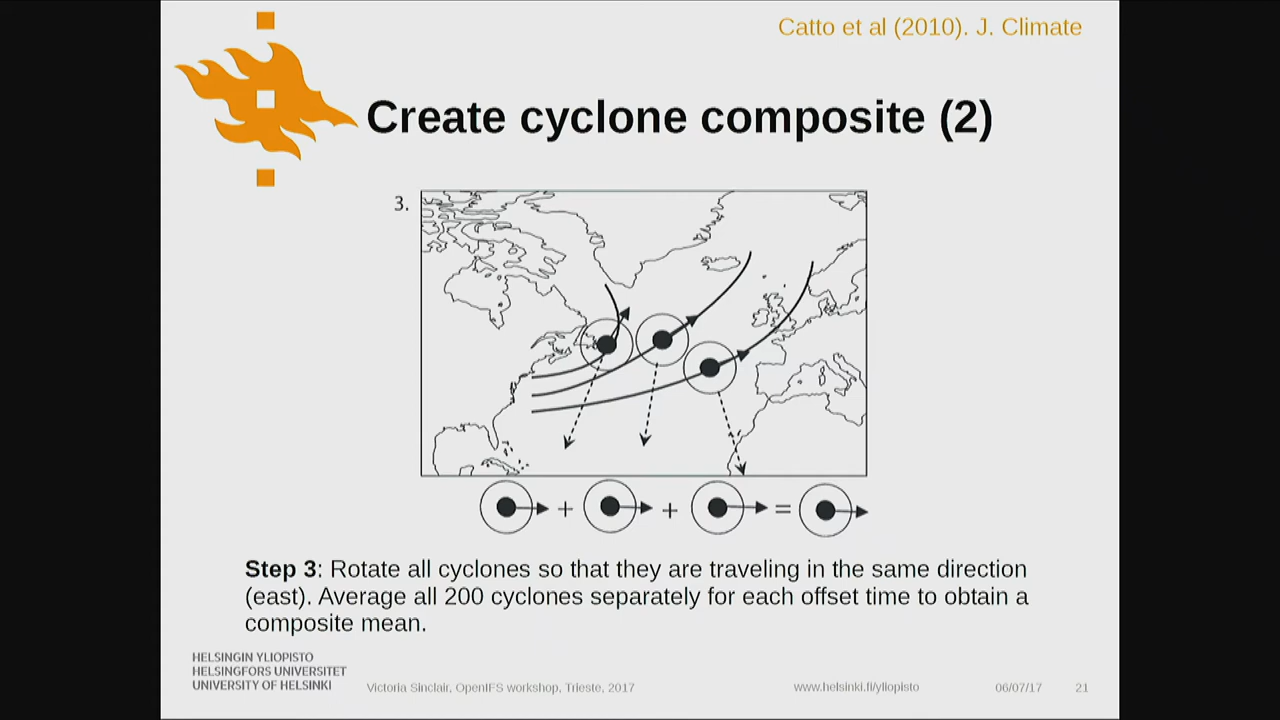 Catto et al (2010). J. Climate
Create cyclone composite (2)
3.
+ + =
Step 3: Rotate all cyclones so that they are traveling in the same direction
(east). Average all 200 cyclones separately for each offset time to obtain a
composite mean.
HELSINGIN YLIOPISTO
HELSINGFORS UNIVERSITET
UNIVERSITY OF HELSINKI
Victoria Sinclair, OpenIFS workshop, Trieste, 2017
www.helsinki.fi/yliopisto
06/07/17
21